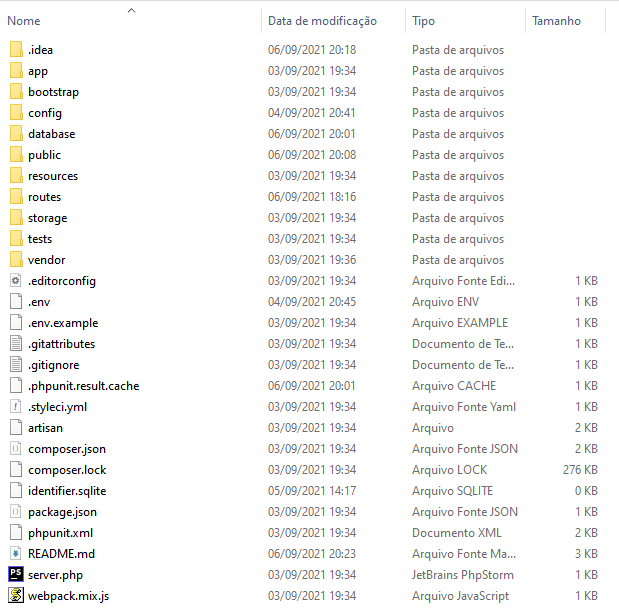 Nome Data de modificação Tipo Tamanho
.idea 06/09/2021 20:18 Pasta de arquivos
app 03/09/2021 19:34 Pasta de arquivos
bootstrap 03/09/2021 19:34 Pasta de arquivos
config 04/09/2021 20:41 Pasta de arquivos
database 06/09/2021 20:01 Pasta de arquivos
public 06/09/2021 20:08 Pasta de arquivos
resources 03/09/2021 19:34 Pasta de arquivos
routes 06/09/2021 18:16 Pasta de arquivos
storage 03/09/2021 19:34 Pasta de arquivos
tests 03/09/2021 19:34 Pasta de arquivos
vendor 03/09/2021 19:36 Pasta de arquivos
.editorconfig 03/09/2021 19:34 Arquivo Fonte Edi... 1 KB
.env 04/09/2021 20:45 Arquivo ENV 1 KB
.env.example 03/09/2021 19:34 Arquivo EXAMPLE 1 KB
.gitattributes 03/09/2021 19:34 Documento de Te... 1 KB
.gitignore 03/09/2021 19:34 Documento de Te... 1 KB
.phpunit.result.cache 06/09/2021 20:01 Arquivo CACHE 1 KB
.styleci.yml 03/09/2021 19:34 Arquivo Fonte Yaml 1 KB
artisan 03/09/2021 19:34 Arquivo 2 KB
composer.json 03/09/2021 19:34 Arquivo Fonte JSON 2 KB
composer.lock 03/09/2021 19:34 Arquivo LOCK 276 KB
identifier.sqlite 05/09/2021 14:17 Arquivo SQLITE 0 KB
package.json 03/09/2021 19:34 Arquivo Fonte JSON 1 KB
phpunit.xml 03/09/2021 19:34 Documento XML 2 KB
README.md 06/09/2021 20:23 Arquivo Fonte Ma... 3 KB
server.php 03/09/2021 19:34 JetBrains PhpStorm 1 KB
webpack.mix.js 03/09/2021 19:34 Arquivo JavaScript 1 KB